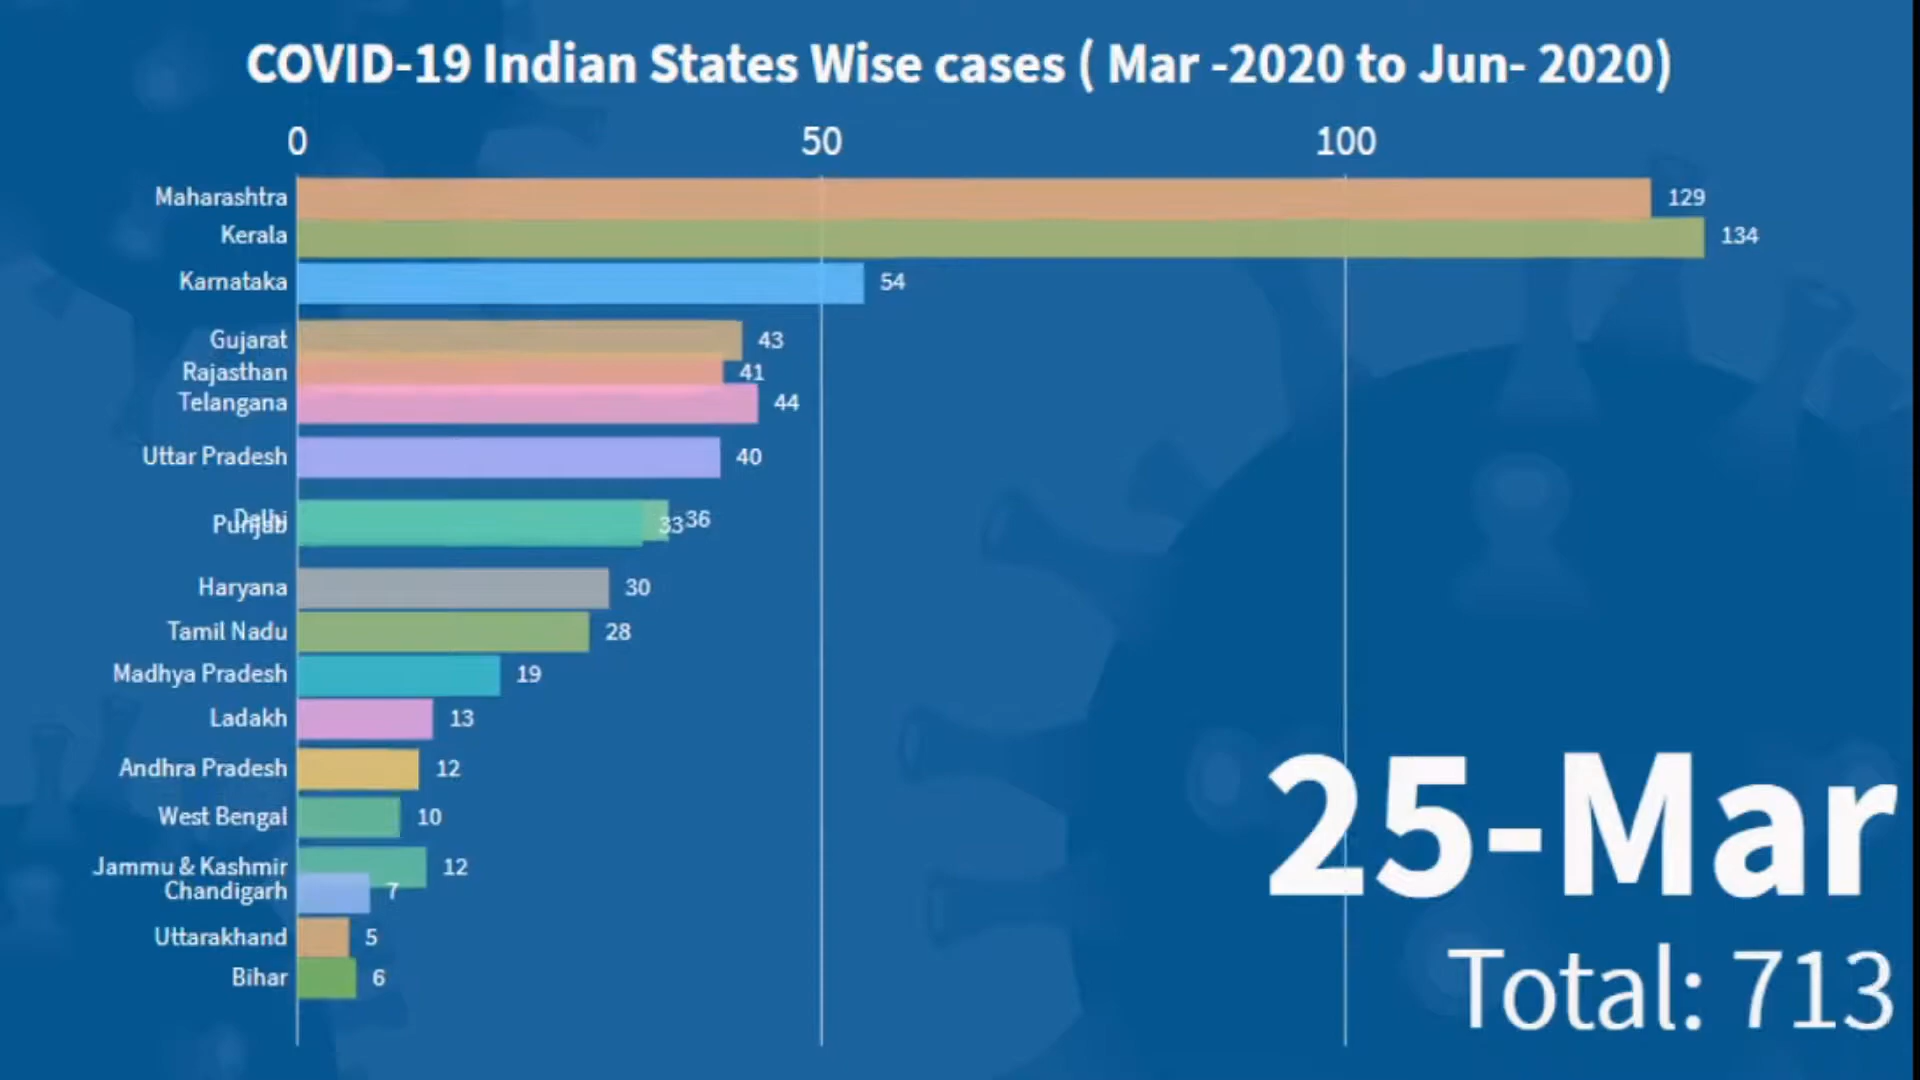 COVID-19 Indian States Wise cases ( Mar -2020 to Jun- 2020)
0 50 100
Maharashtra 129
Kerala 134
Karnataka 54
Gujarat 43
Rajasthan 41
Telangana 44
Uttar Pradesh 40
Delhi 36
Punjab 33
Haryana 30
Tamil Nadu 28
Madhya Pradesh 19
Ladakh 13
Andhra Pradesh 12
West Bengal 10
Jammu & Kashmir 12
Chandigarh 7
Uttarakhand 5
Bihar 6
25-Mar
Total: 713